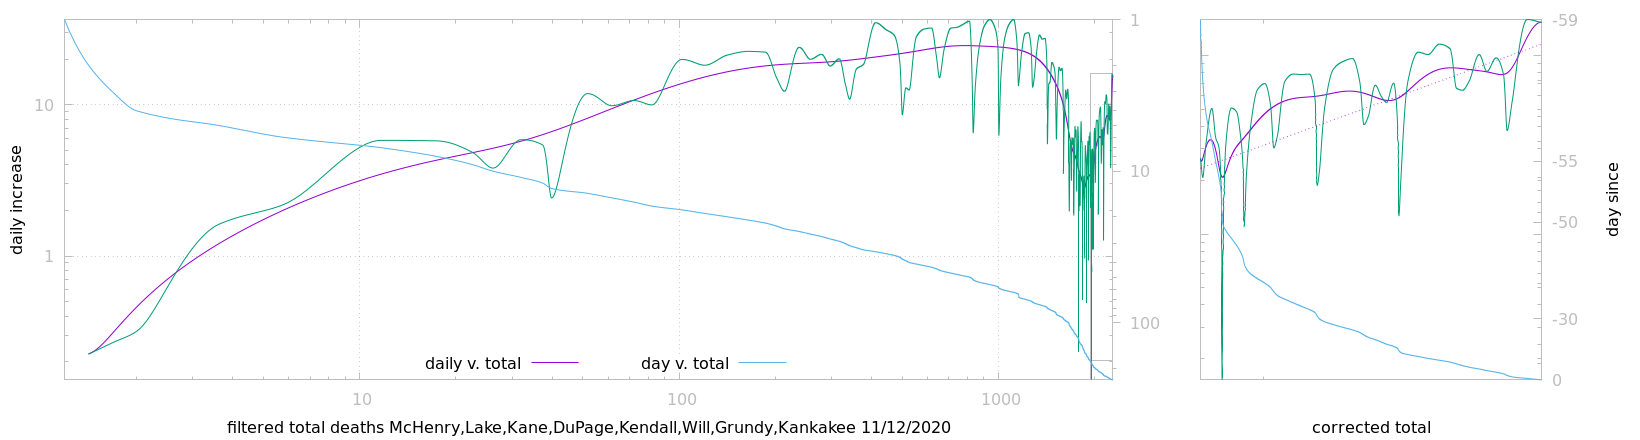 daily increase
10
1
1
10
100
daily v. total
day v. total
10
100
1000
filtered total deaths McHenry,Lake,Kane,DuPage,Kendall,Will,Grundy,Kankakee 11/12/2020
-59
-55
-50
-30
0
day since
corrected total